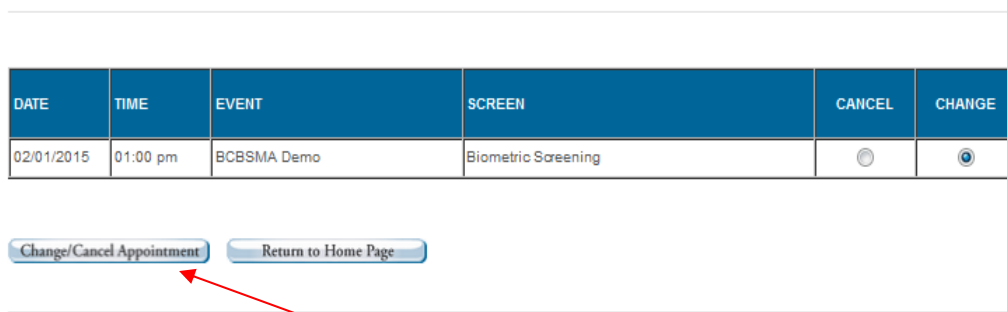 DATE TIME EVENT SCREEN CANCEL CHANGE
02/01/2015 01:00 pm BCBSMA Demo Biometric Screening
Change/Cancel Appointment Return to Home Page